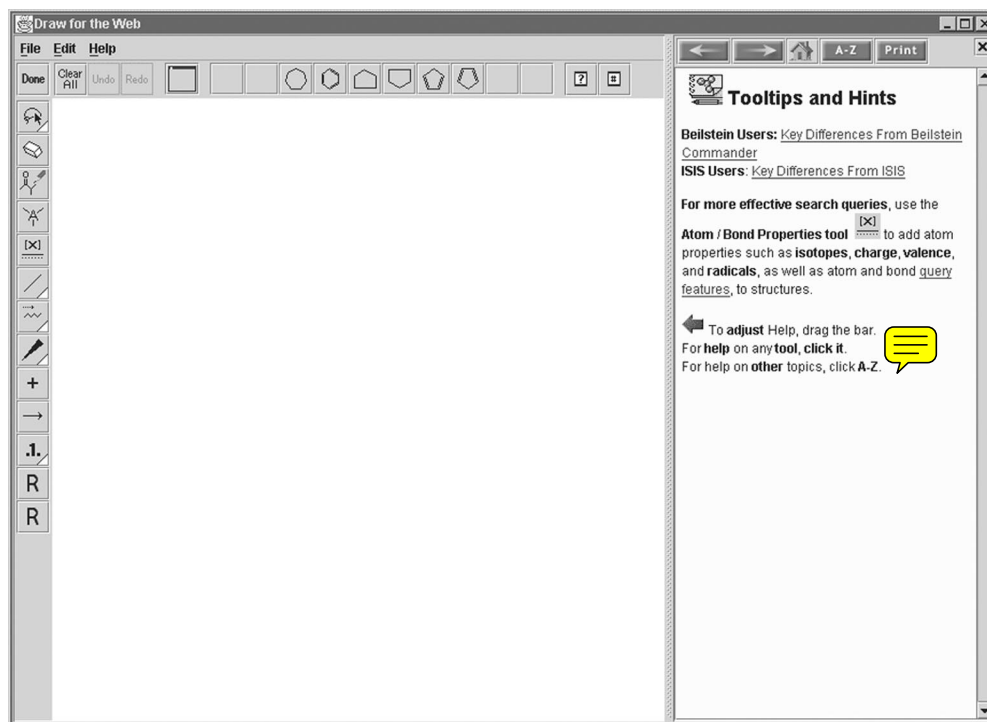 Draw for the Web
File Edit Help
Done Clear All Undo Redo ? #
A-Z Print
A
[X]
+
.1.
R
R
Tooltips and Hints
Beilstein Users: Key Differences From Beilstein
Commander
ISIS Users: Key Differences From ISIS
For more effective search queries, use the
Atom / Bond Properties tool [X] to add atom
properties such as isotopes, charge, valence,
and radicals, as well as atom and bond query
features, to structures.
To adjust Help, drag the bar.
For help on any tool, click it.
For help on other topics, click A-Z.